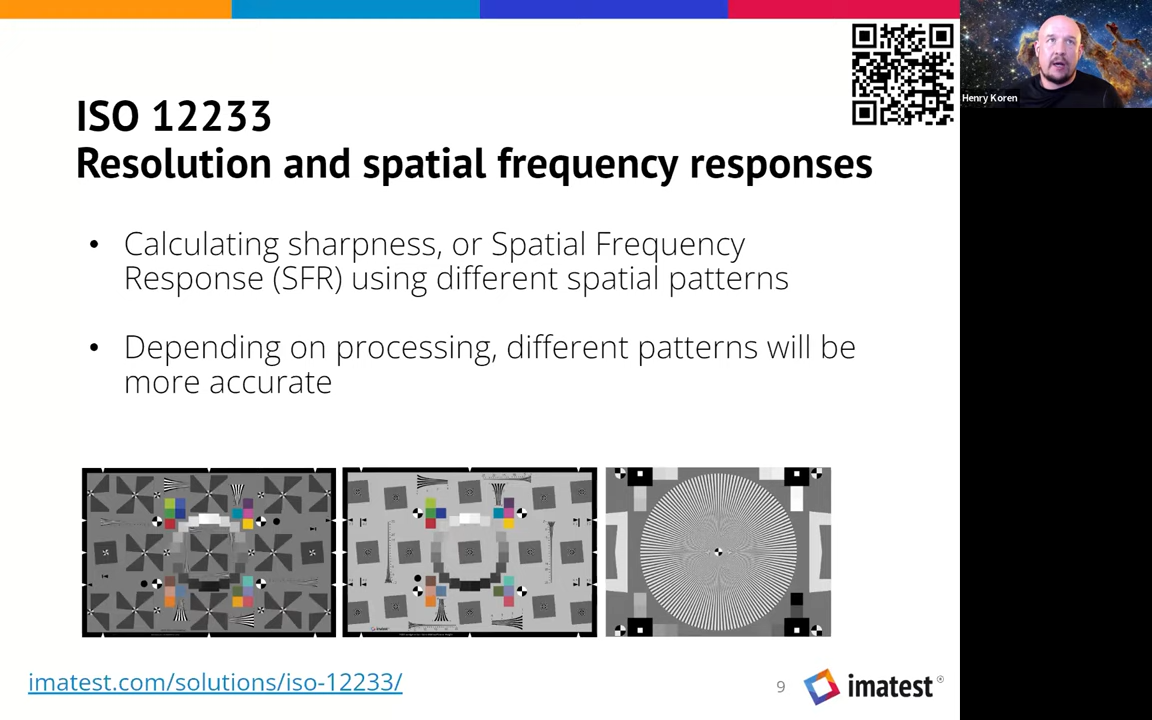 ISO 12233
Resolution and spatial frequency responses
• Calculating sharpness, or Spatial Frequency
Response (SFR) using different spatial patterns
• Depending on processing, different patterns will be
more accurate
imatest.com/solutions/iso-12233/
9
imatest®
Henry Koren